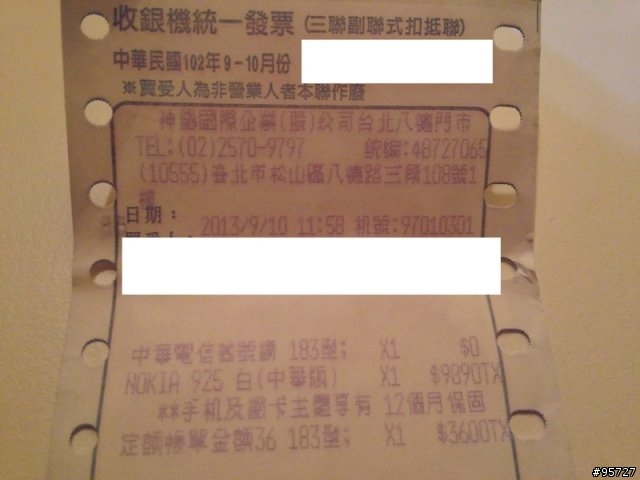 收銀機統一發票 (三聯副聯式扣抵聯)
中華民國102年9-10月份
※買受人為非營業人者本聯作廢
神腦國際企業(股)公司台北八德門市
TEL:(02)2570-9797 統編:48727065
(10555)臺北市松山區八德路三段108號1
樓
日期:
2013/9/10 11:58 机號:97010301
中華電信舊號續 183型; X1 $0
NOKIA 925 白(中華版) X1 $9890TX
**手机及 卡主體享有 12個月保固
定額帳單金額36 183型; X1 $3600TX
#95727